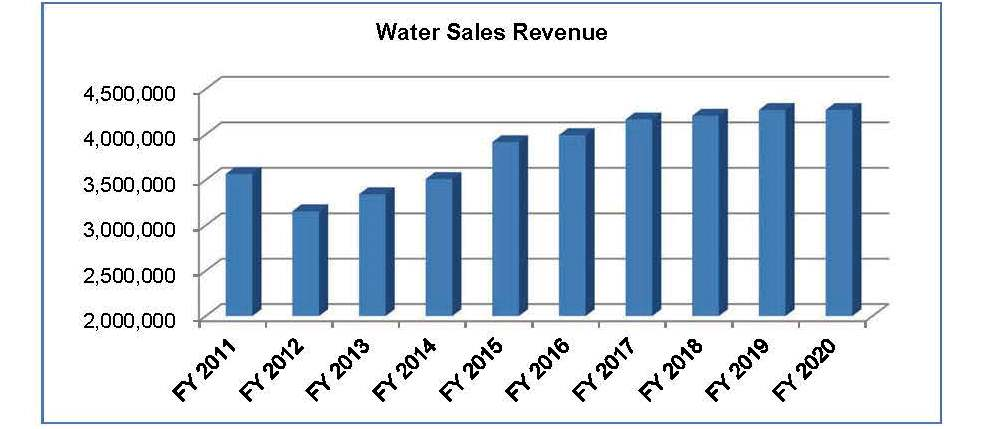 Water Sales Revenue
4,500,000
4,000,000
3,500,000
3,000,000
2,500,000
2,000,000
FY 2011
FY 2012
FY 2013
FY 2014
FY 2015
FY 2016
FY 2017
FY 2018
FY 2019
FY 2020